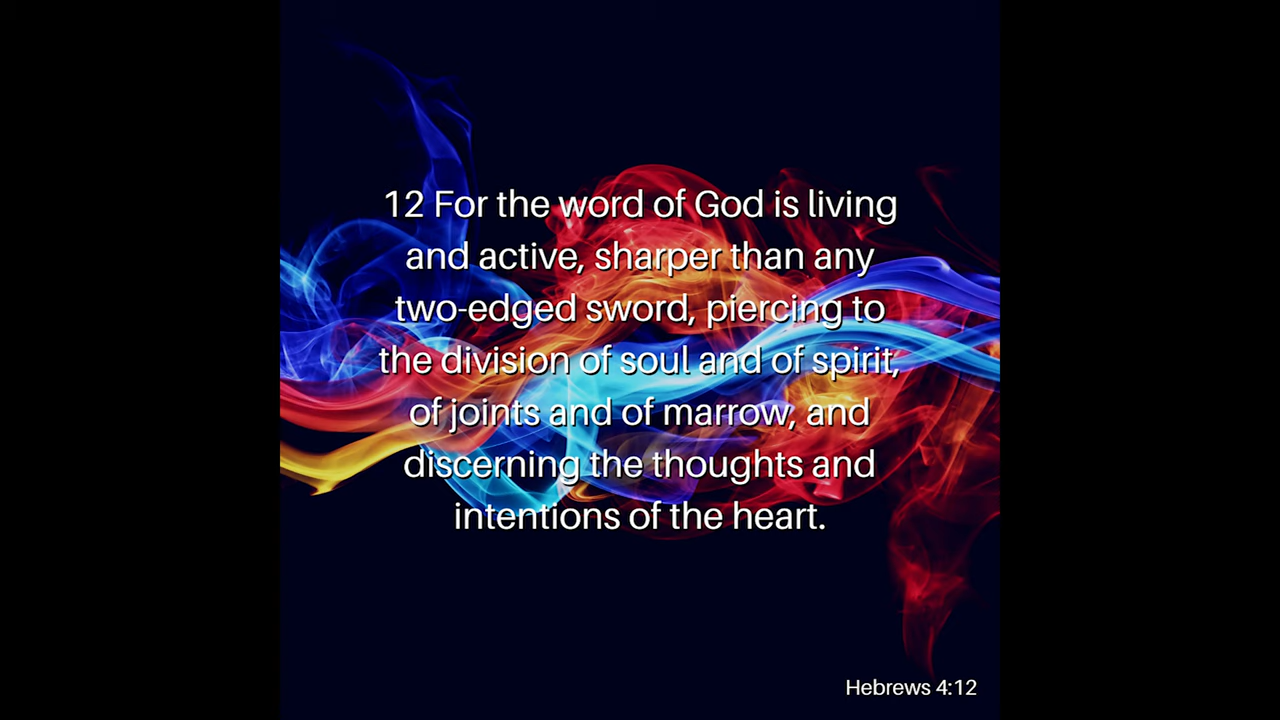 12 For the word of God is living
and active, sharper than any
two-edged sword, piercing to
the division of soul and of spirit,
of joints and of marrow, and
discerning the thoughts and
intentions of the heart.
Hebrews 4:12